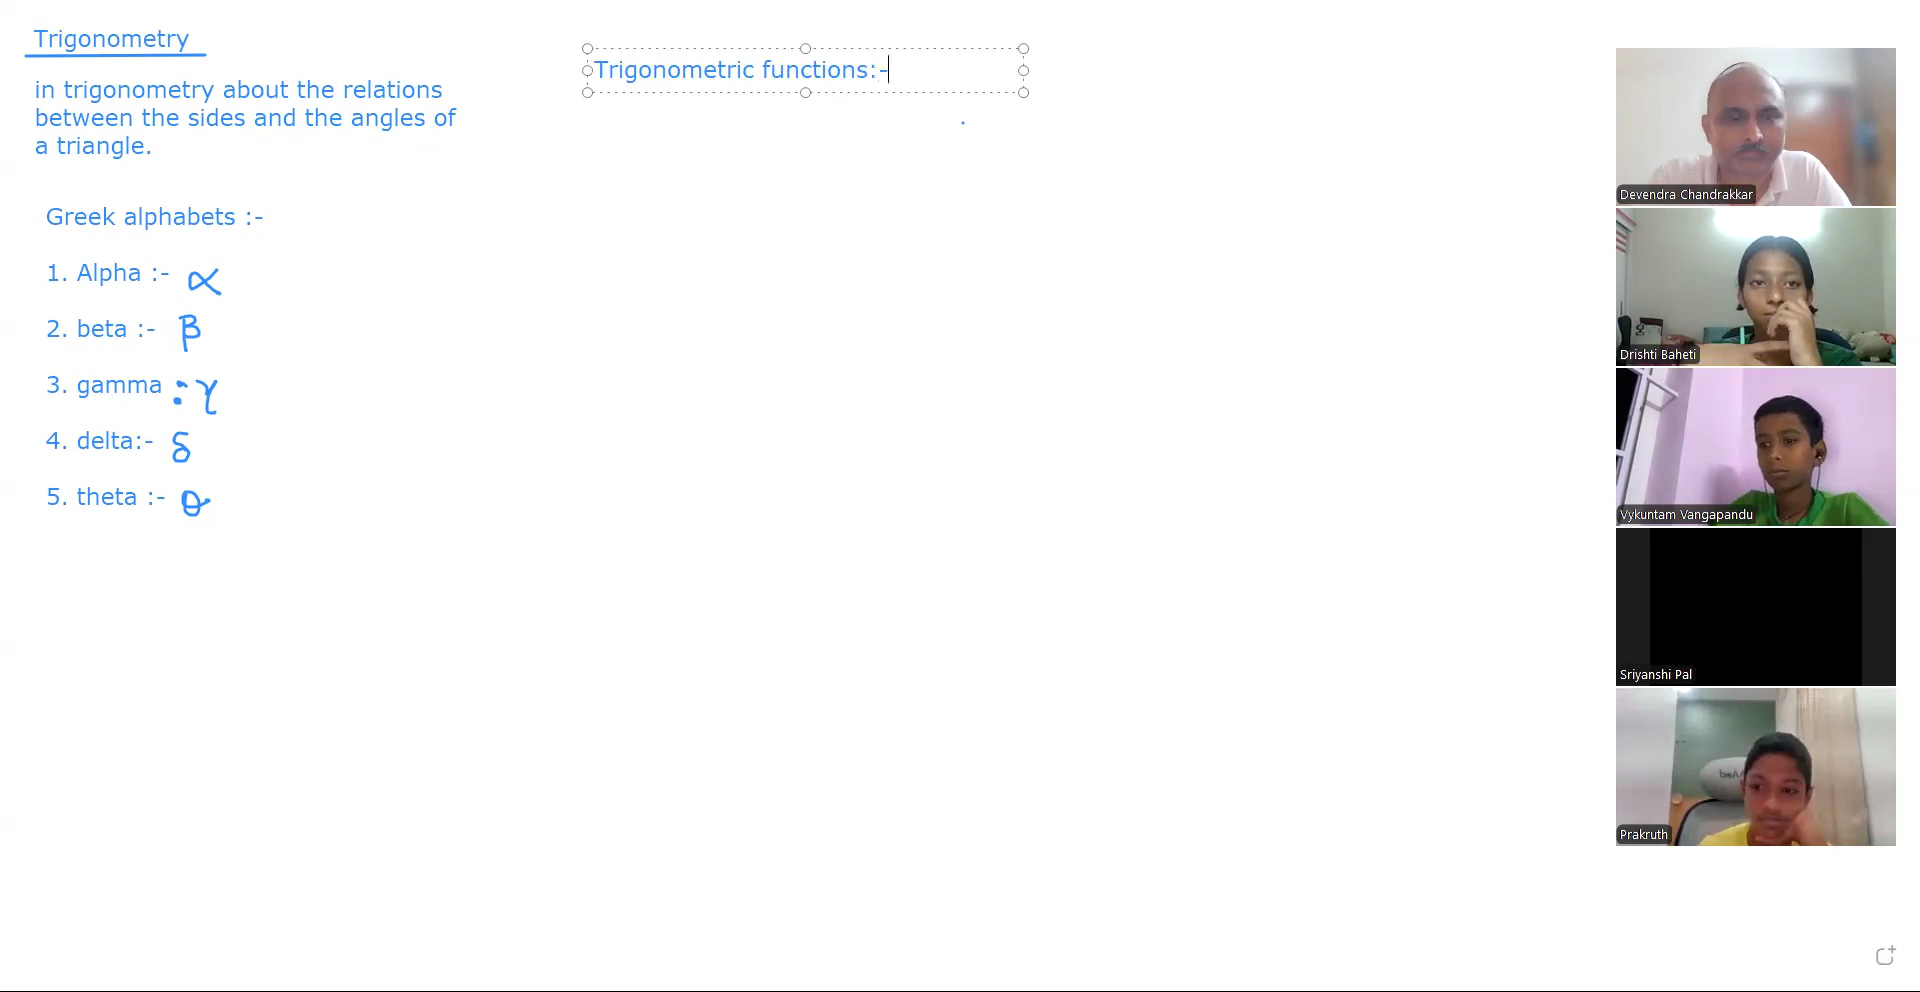 Trigonometry
in trigonometry about the relations
between the sides and the angles of
a triangle.
Greek alphabets :-
1. Alpha :- α
2. beta :- β
3. gamma : γ
4. delta:- δ
5. theta :- θ
Trigonometric functions:-
Devendra Chandrakkar
Drishti Baheti
Vykuntam Vangapandu
Sriyanshi Pal
Prakruth